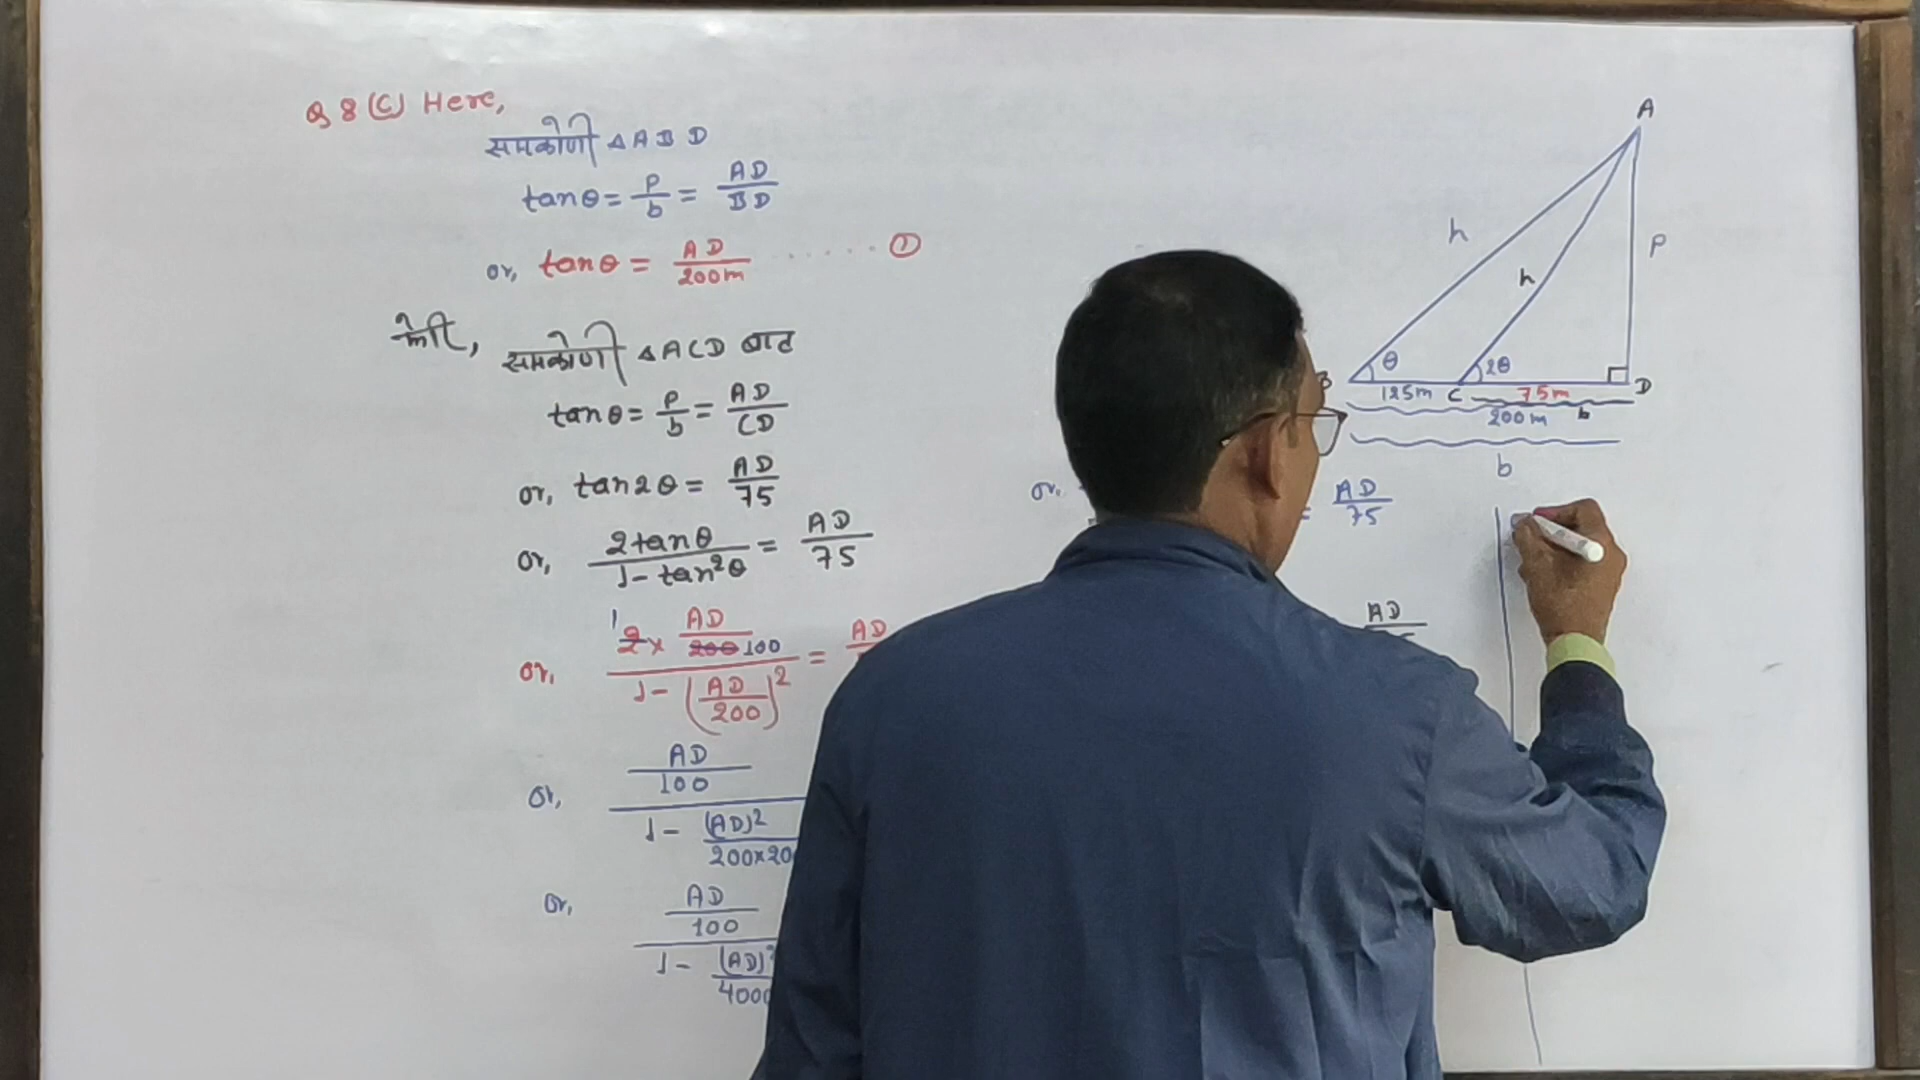 Q 8 (C) Here,
समकोणी ΔABD
tanθ = p/b = AD/BD
or, tanθ = AD/200m ........ ①
फेरि,
समकोणी ΔACD बाट
tanθ = p/b = AD/CD
or, tan2θ = AD/75
or, 2tanθ/1-tan²θ = AD/75
or, 1 2× AD/200 100 / 1-(AD/200)² = AD
or, AD/100 / 1-(AD)²/200×20
or, AD/100 / 1-(AD)²/4000
or,
= AD/75
AD
A
h
h
p
B
θ
2θ
125m C 75m D
200m b
b